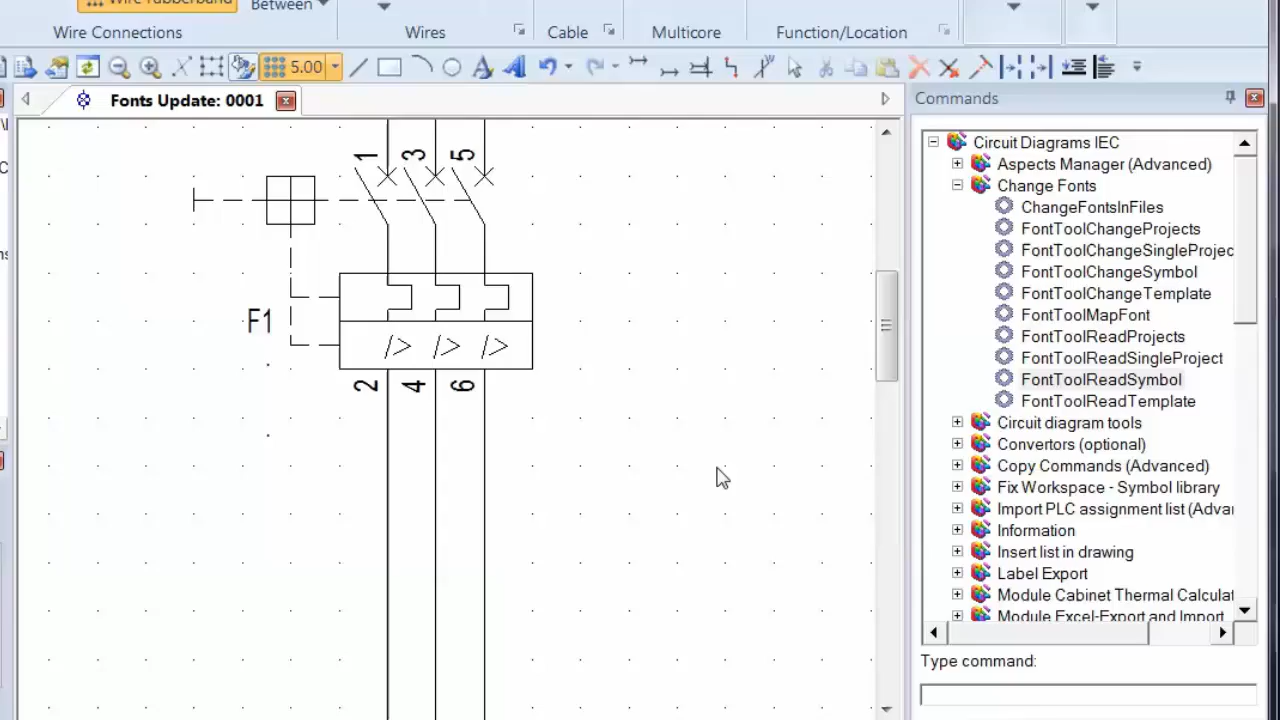 Wire rubberband
Between
Wire Connections
Wires
Cable
Multicore
Function/Location
5.00
Fonts Update: 0001
Commands
1 3 5
F1
2 4 6
Circuit Diagrams IEC
Aspects Manager (Advanced)
Change Fonts
ChangeFontsInFiles
FontToolChangeProjects
FontToolChangeSingleProjec
FontToolChangeSymbol
FontToolChangeTemplate
FontToolMapFont
FontToolReadProjects
FontToolReadSingleProject
FontToolReadSymbol
FontToolReadTemplate
Circuit diagram tools
Convertors (optional)
Copy Commands (Advanced)
Fix Workspace - Symbol library
Import PLC assignment list (Advan
Information
Insert list in drawing
Label Export
Module Cabinet Thermal Calculat
Module Excel-Export and Import
Type command: